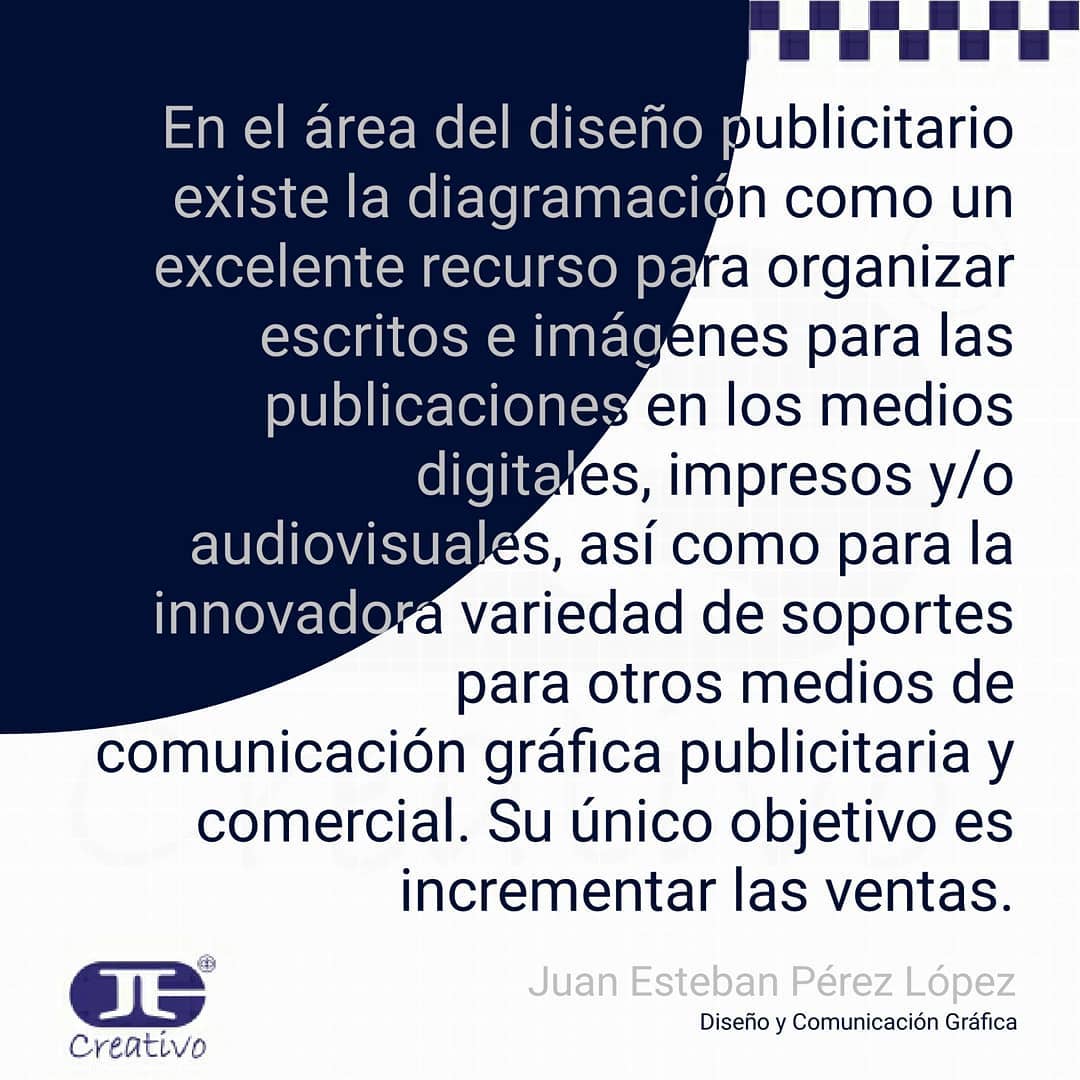 En el área del diseño publicitario
existe la diagramación como un
excelente recurso para organizar
escritos e imágenes para las
publicaciones en los medios
digitales, impresos y/o
audiovisuales, así como para la
innovadora variedad de soportes
para otros medios de
comunicación gráfica publicitaria y
comercial. Su único objetivo es
incrementar las ventas.
Juan Esteban Pérez López
Diseño y Comunicación Gráfica
Creativo